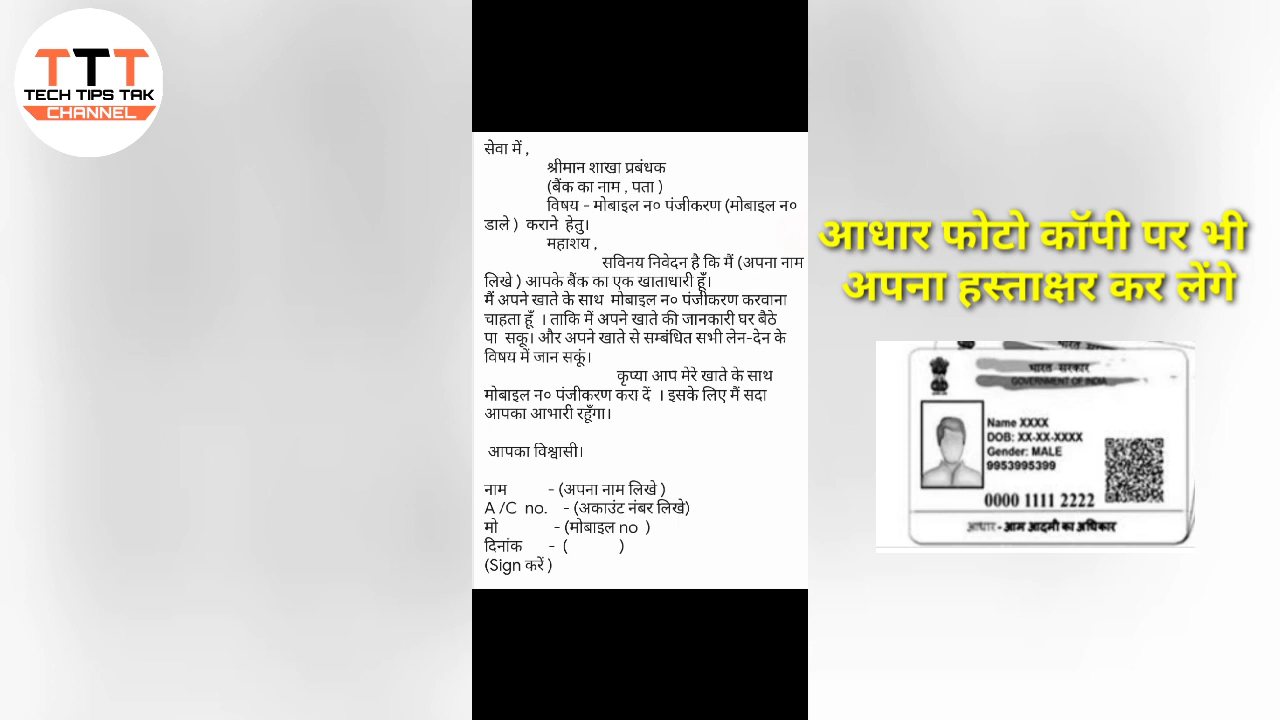 TTT
TECH TIPS TAK
CHANNEL
सेवा में ,
श्रीमान शाखा प्रबंधक
(बैंक का नाम , पता )
विषय - मोबाइल न० पंजीकरण (मोबाइल न०
डाले ) कराने हेतु।
महाशय ,
सविनय निवेदन है कि मैं (अपना नाम
लिखे ) आपके बैंक का एक खाताधारी हूँ।
मैं अपने खाते के साथ मोबाइल न० पंजीकरण करवाना
चाहता हूँ । ताकि में अपने खाते की जानकारी घर बैठे
पा सकू। और अपने खाते से सम्बंधित सभी लेन-देन के
विषय में जान सकूं।
कृप्या आप मेरे खाते के साथ
मोबाइल न० पंजीकरण करा दें । इसके लिए मैं सदा
आपका आभारी रहूँगा।
आपका विश्वासी।
नाम - (अपना नाम लिखे )
A /C no. - (अकाउंट नंबर लिखे)
मो - (मोबाइल no )
दिनांक - ( )
(Sign करें )
आधार फोटो कॉपी पर भी
अपना हस्ताक्षर कर लेंगे
भारत सरकार
GOVERNMENT OF INDIA
Name XXXX
DOB: XX-XX-XXXX
Gender: MALE
9953995399
0000 1111 2222
आधार - आम आदमी का अधिकार